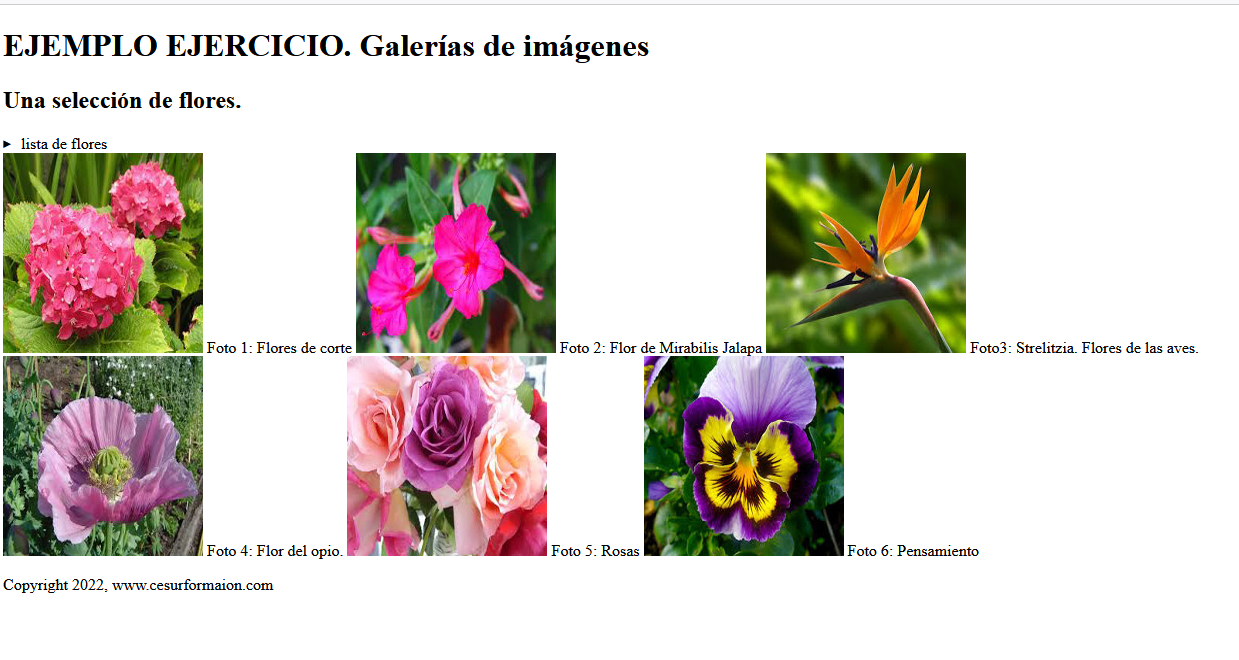 EJEMPLO EJERCICIO. Galerías de imágenes
Una selección de flores.
lista de flores
Foto 1: Flores de corte
Foto 2: Flor de Mirabilis Jalapa
Foto3: Strelitzia. Flores de las aves.
Foto 4: Flor del opio.
Foto 5: Rosas
Foto 6: Pensamiento
Copyright 2022, www.cesurformaion.com